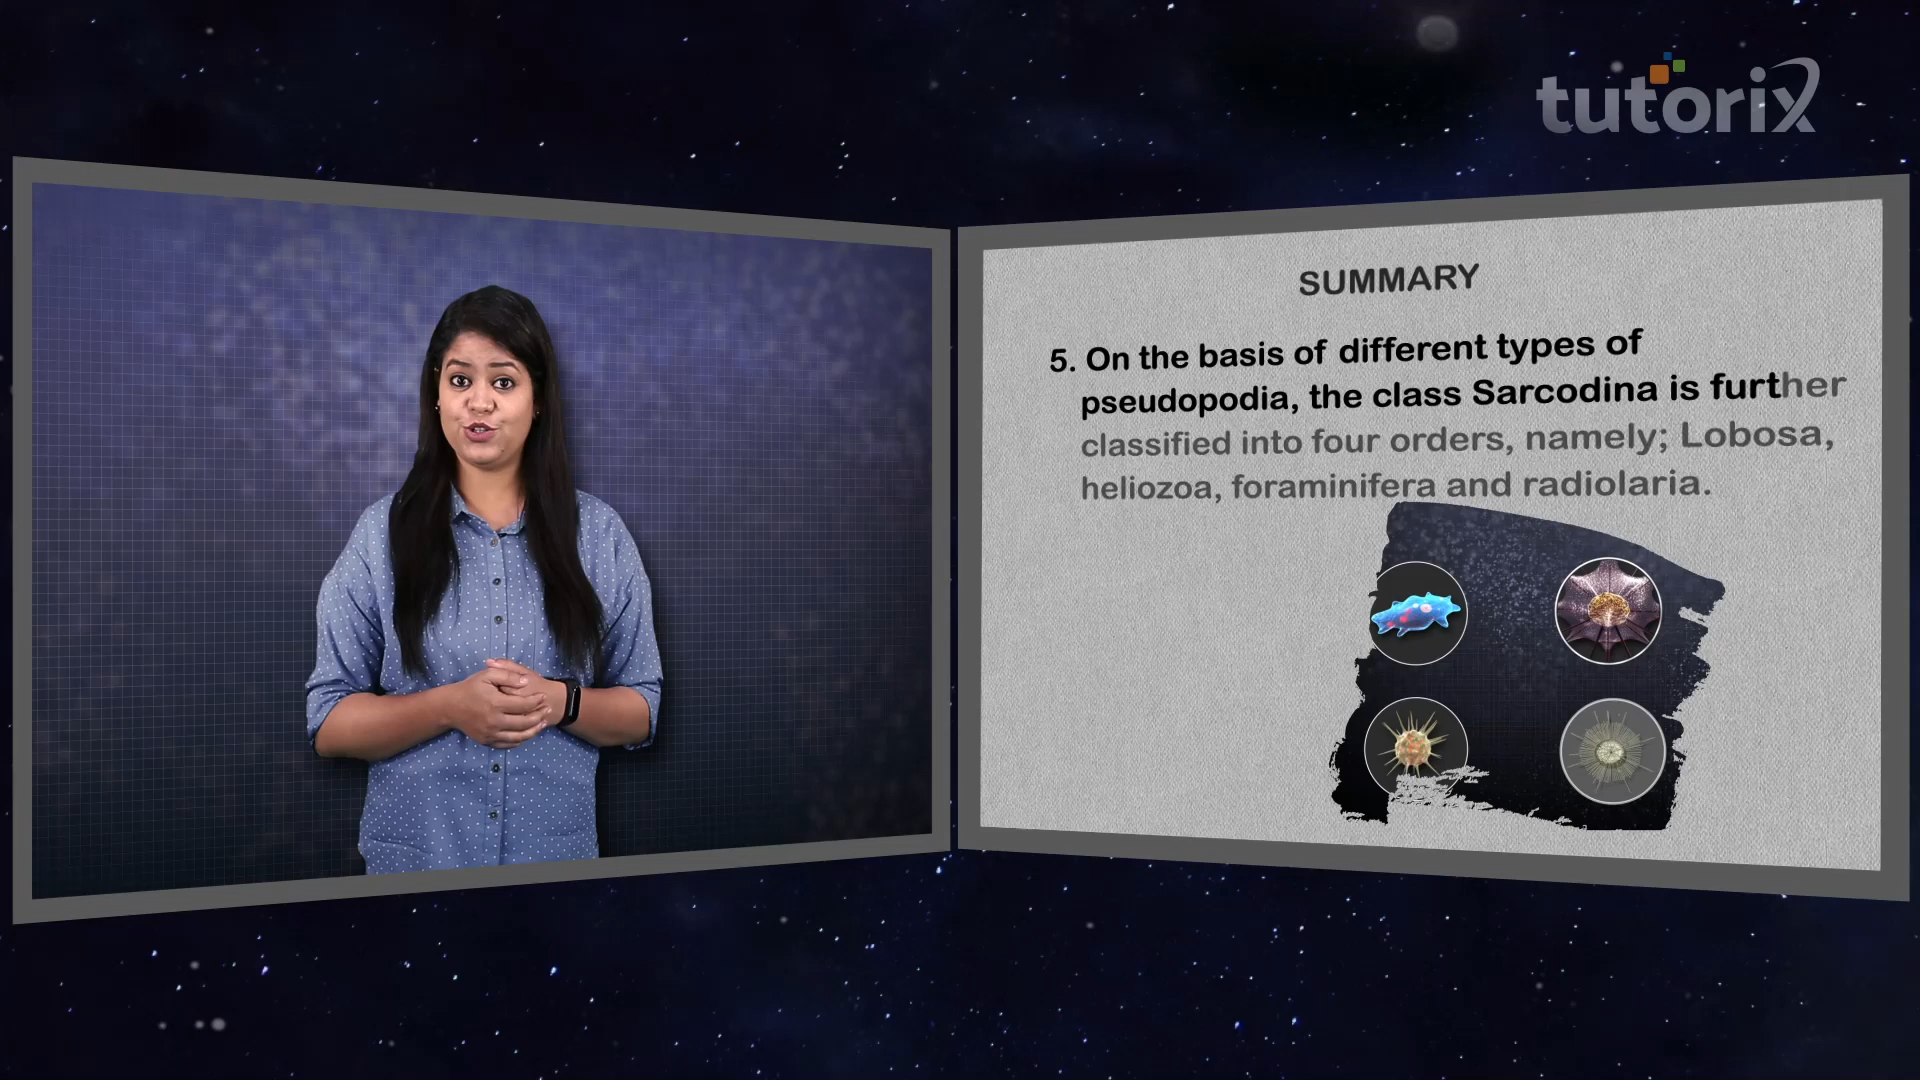 tutorix
SUMMARY
5. On the basis of different types of
pseudopodia, the class Sarcodina is further
classified into four orders, namely; Lobosa,
heliozoa, foraminifera and radiolaria.